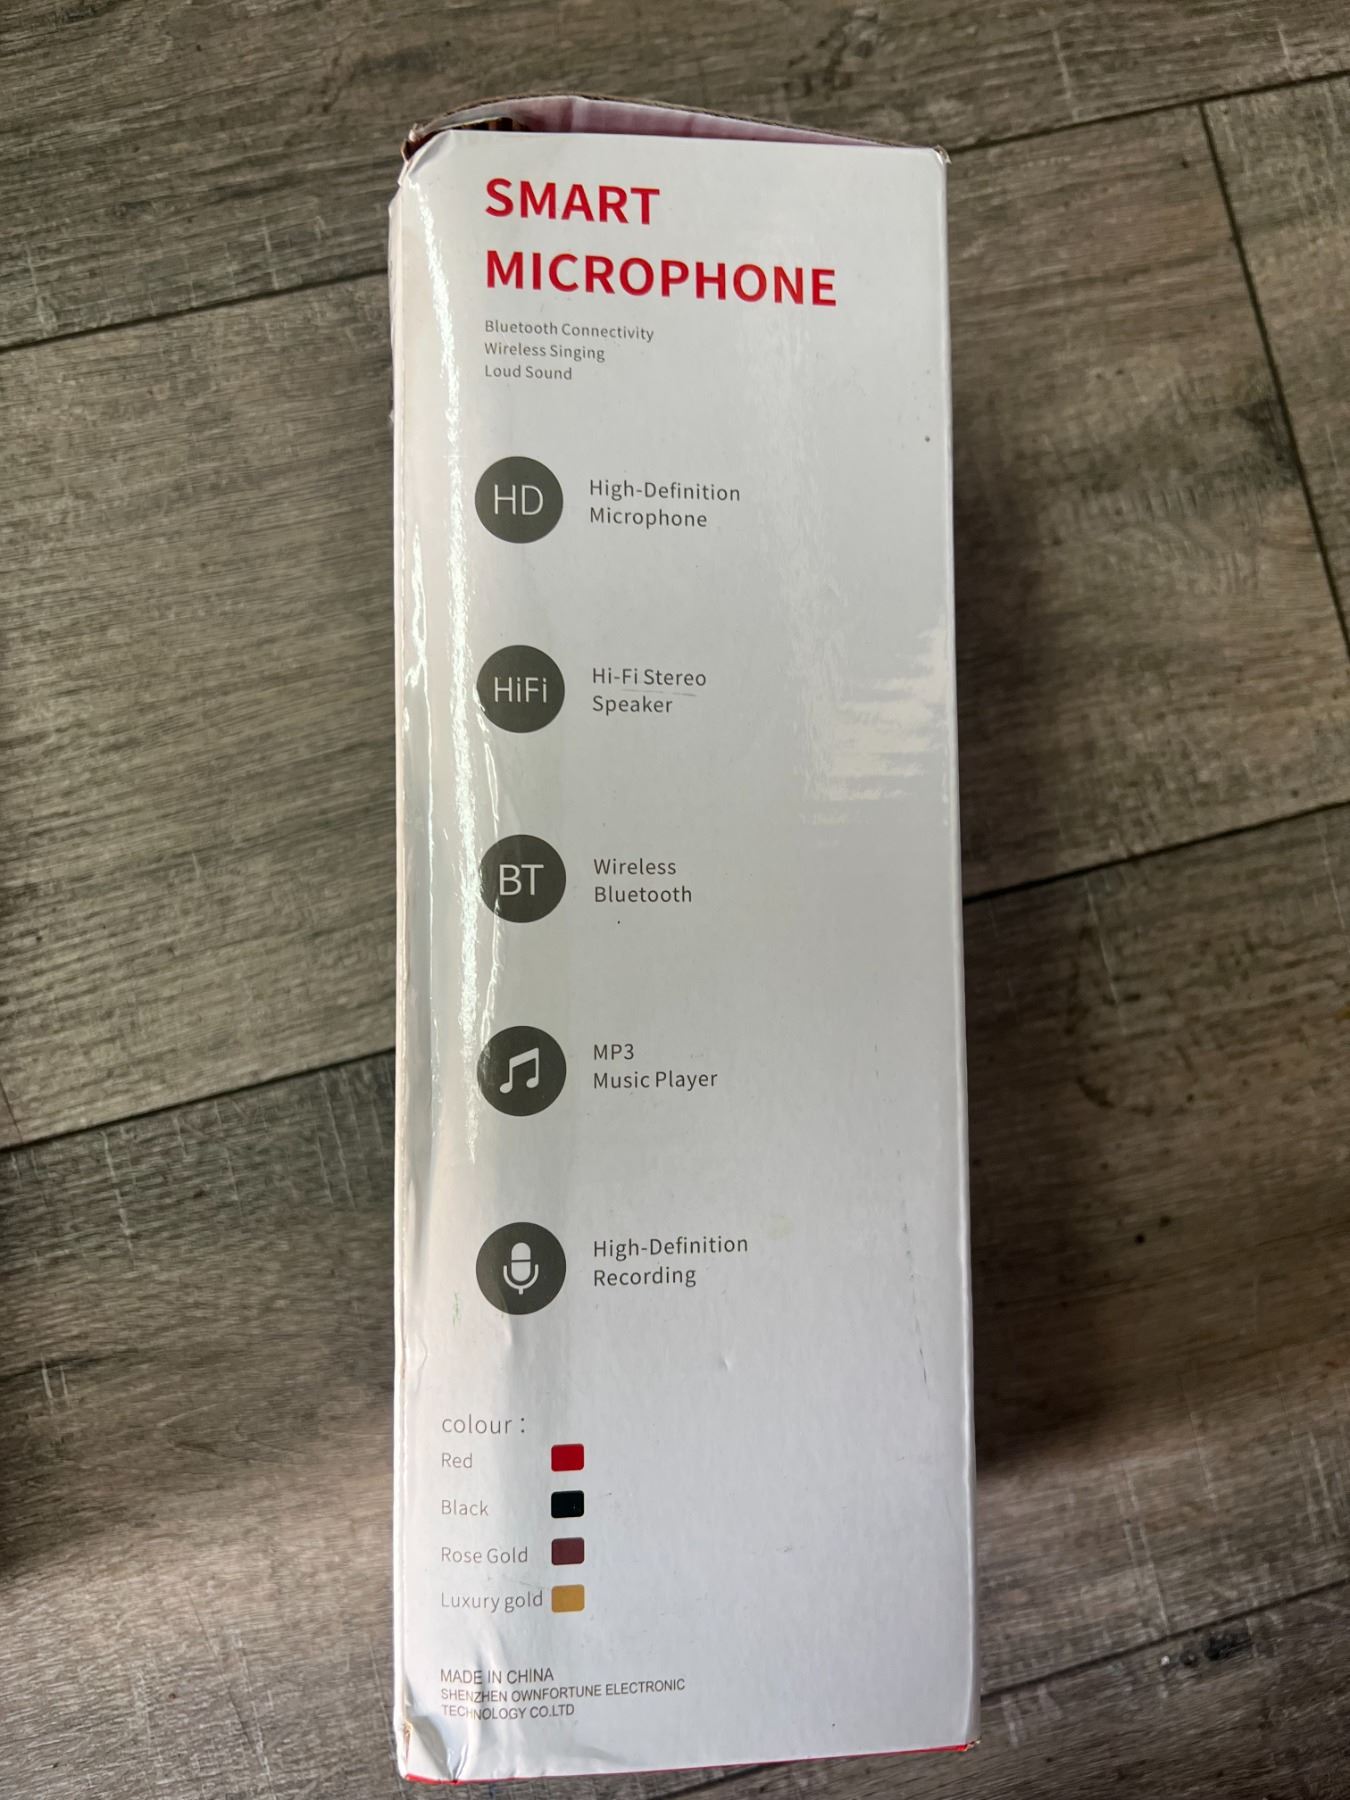 SMART
MICROPHONE
Bluetooth Connectivity
Wireless Singing
Loud Sound
HD
High-Definition
Microphone
HiFi
Hi-Fi Stereo
Speaker
BT
Wireless
Bluetooth
MP3
Music Player
High-Definition
Recording
colour :
Red
Black
Rose Gold
Luxury gold
MADE IN CHINA
SHENZHEN OWNFORTUNE ELECTRONIC
TECHNOLOGY CO.LTD